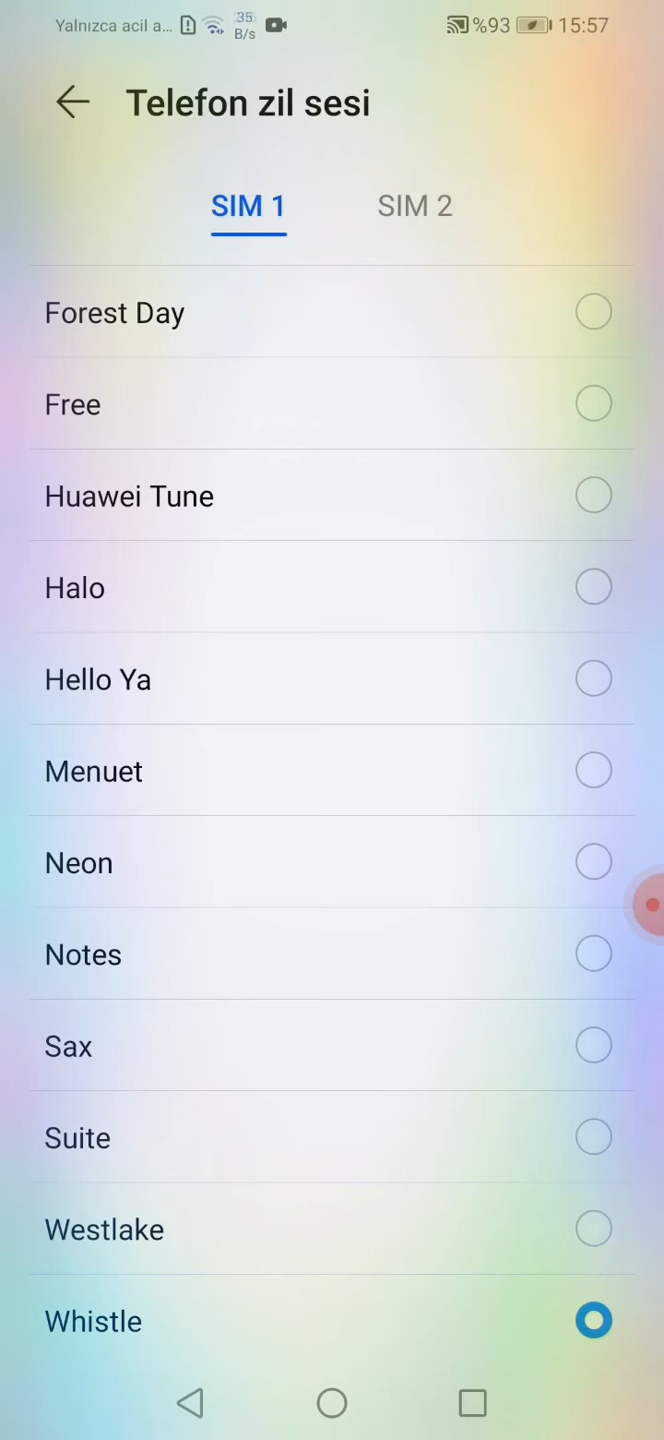 Yalnızca acil a... 35 B/s %93 15:57
Telefon zil sesi
SIM 1 SIM 2
Forest Day
Free
Huawei Tune
Halo
Hello Ya
Menuet
Neon
Notes
Sax
Suite
Westlake
Whistle